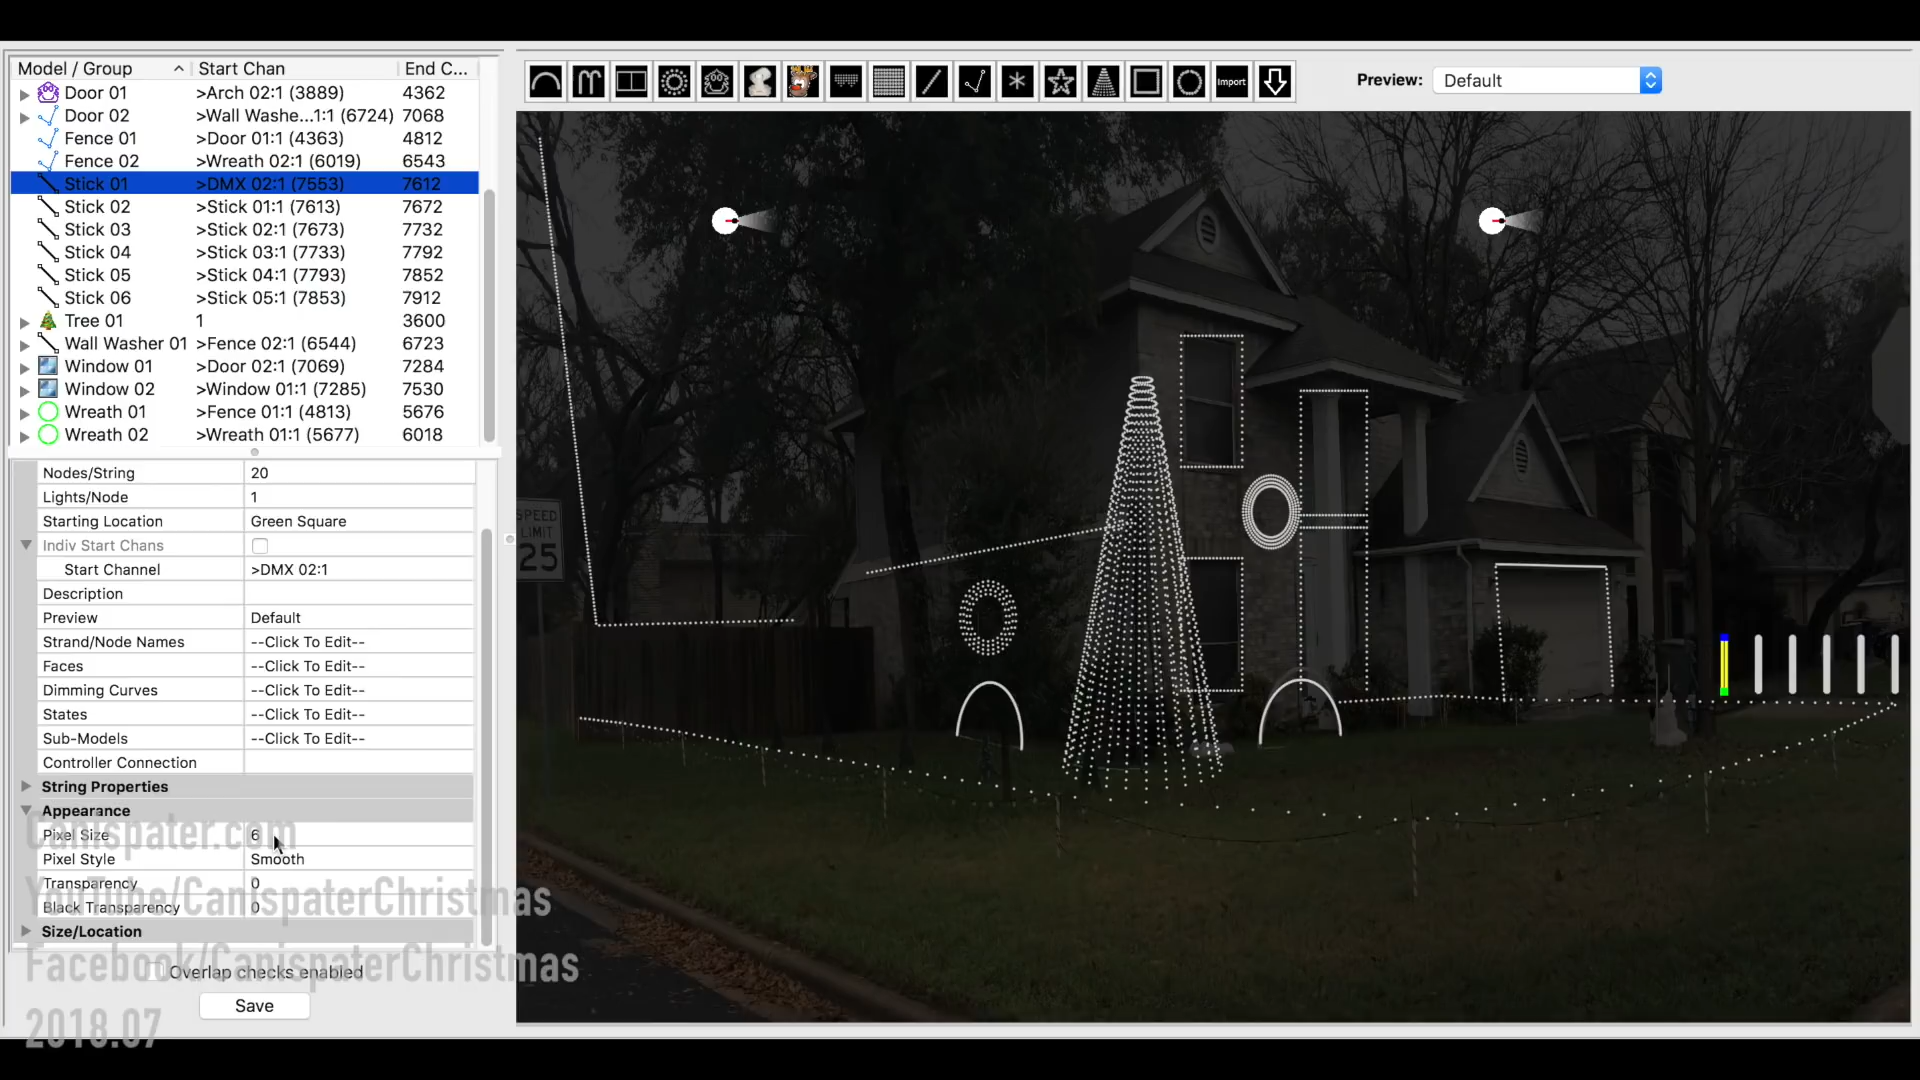 Model / Group Start Chan End C...
Door 01 >Arch 02:1 (3889) 4362
Door 02 >Wall Washe...1:1 (6724) 7068
Fence 01 >Door 01:1 (4363) 4812
Fence 02 >Wreath 02:1 (6019) 6543
Stick 01 >DMX 02:1 (7553) 7612
Stick 02 >Stick 01:1 (7613) 7672
Stick 03 >Stick 02:1 (7673) 7732
Stick 04 >Stick 03:1 (7733) 7792
Stick 05 >Stick 04:1 (7793) 7852
Stick 06 >Stick 05:1 (7853) 7912
Tree 01 1 3600
Wall Washer 01 >Fence 02:1 (6544) 6723
Window 01 >Door 02:1 (7069) 7284
Window 02 >Window 01:1 (7285) 7530
Wreath 01 >Fence 01:1 (4813) 5676
Wreath 02 >Wreath 01:1 (5677) 6018
Nodes/String 20
Lights/Node 1
Starting Location Green Square
Indiv Start Chans
Start Channel >DMX 02:1
Description
Preview Default
Strand/Node Names --Click To Edit--
Faces --Click To Edit--
Dimming Curves --Click To Edit--
States --Click To Edit--
Sub-Models --Click To Edit--
Controller Connection
String Properties
Appearance
Pixel Size 6
Pixel Style Smooth
Transparency 0
Black Transparency 0
Size/Location
Overlap checks enabled
Save
Canispater.com
YouTube/CanispaterChristmas
Facebook/CanispaterChristmas
2018.07
Import
Preview: Default
SPEED
LIMIT
25